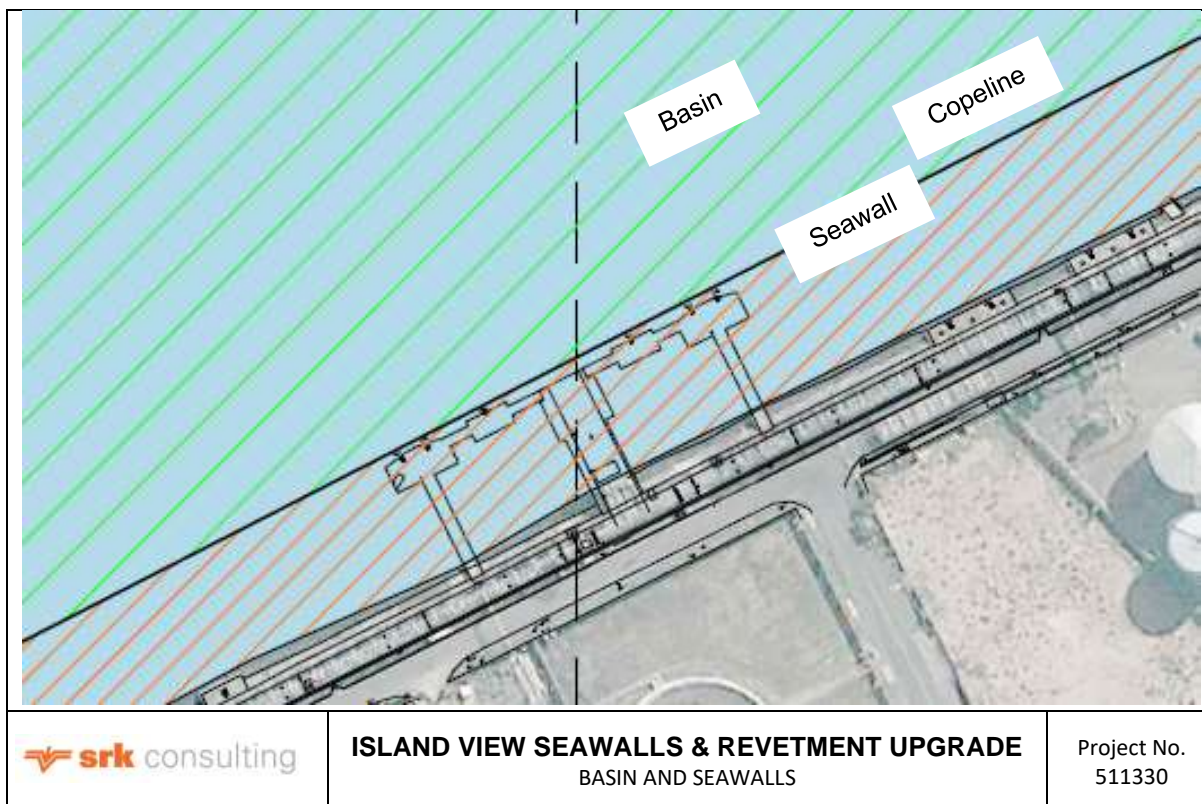 Basin
Copeline
Seawall
srk consulting
ISLAND VIEW SEAWALLS & REVETMENT UPGRADE
BASIN AND SEAWALLS
Project No.
511330